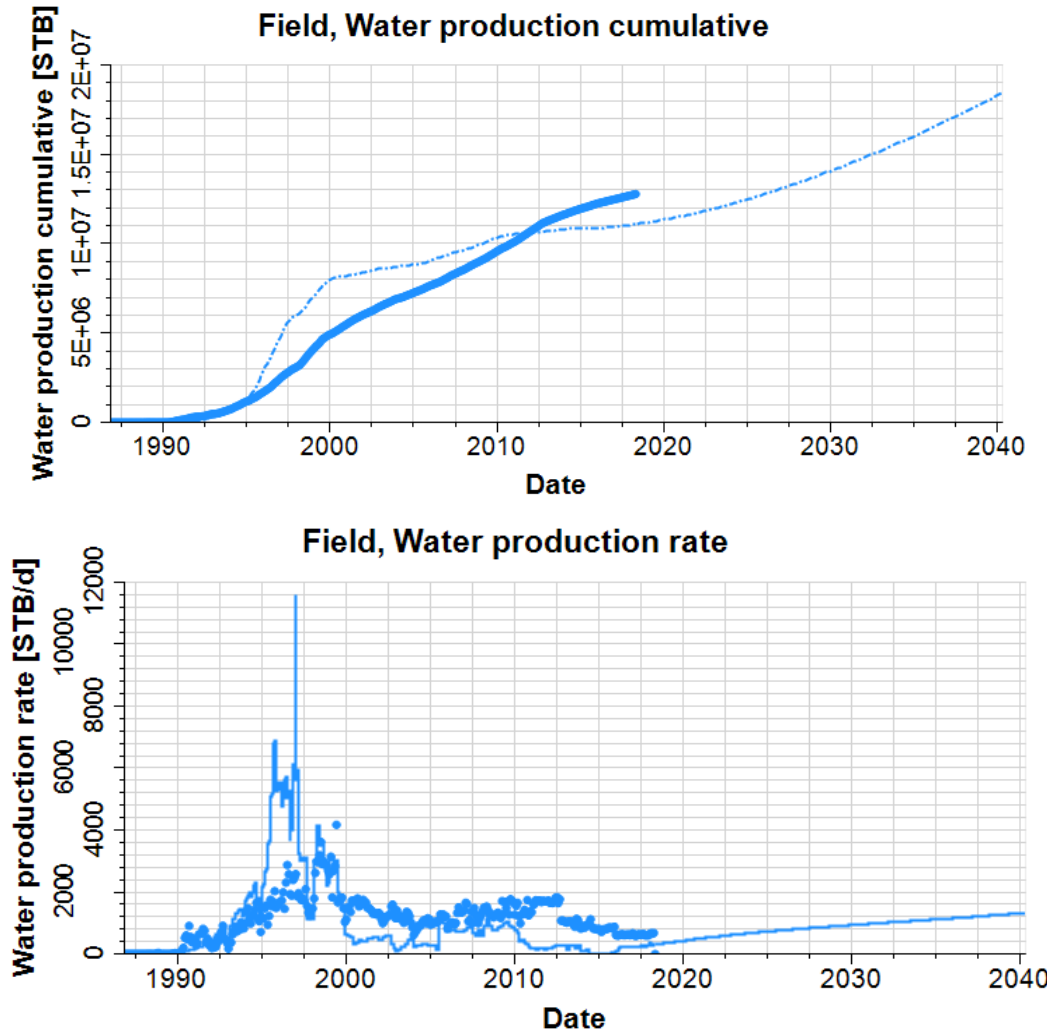 Field, Water production cumulative
Water production cumulative [STB]
2E+07
1.5E+07
1E+07
5E+06
0
1990 2000 2010 2020 2030 2040
Date
Field, Water production rate
Water production rate [STB/d]
12000
10000
8000
6000
4000
2000
0
1990 2000 2010 2020 2030 2040
Date